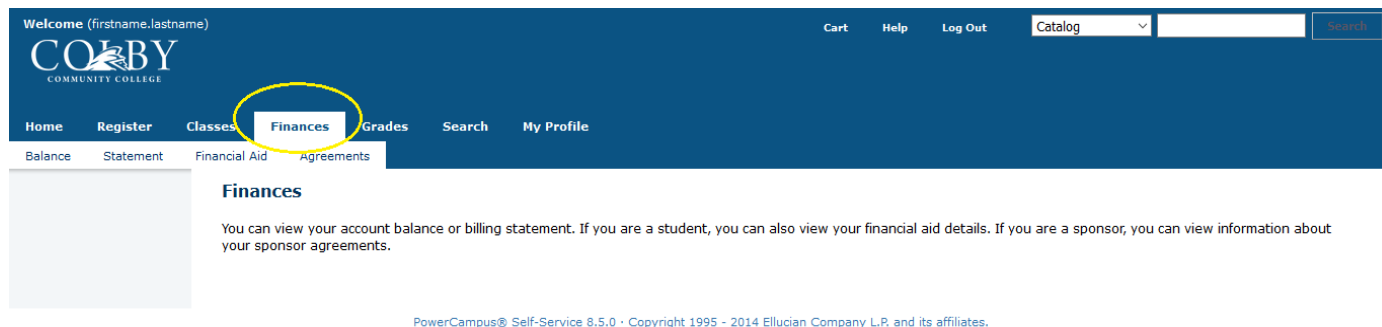 Welcome (firstname.lastname)
Cart Help Log Out Catalog Search
COLBY
COMMUNITY COLLEGE
Home Register Classes Finances Grades Search My Profile
Balance Statement Financial Aid Agreements
Finances
You can view your account balance or billing statement. If you are a student, you can also view your financial aid details. If you are a sponsor, you can view information about
your sponsor agreements.
PowerCampus® Self-Service 8.5.0 · Copyright 1995 - 2014 Ellucian Company L.P. and its affiliates.